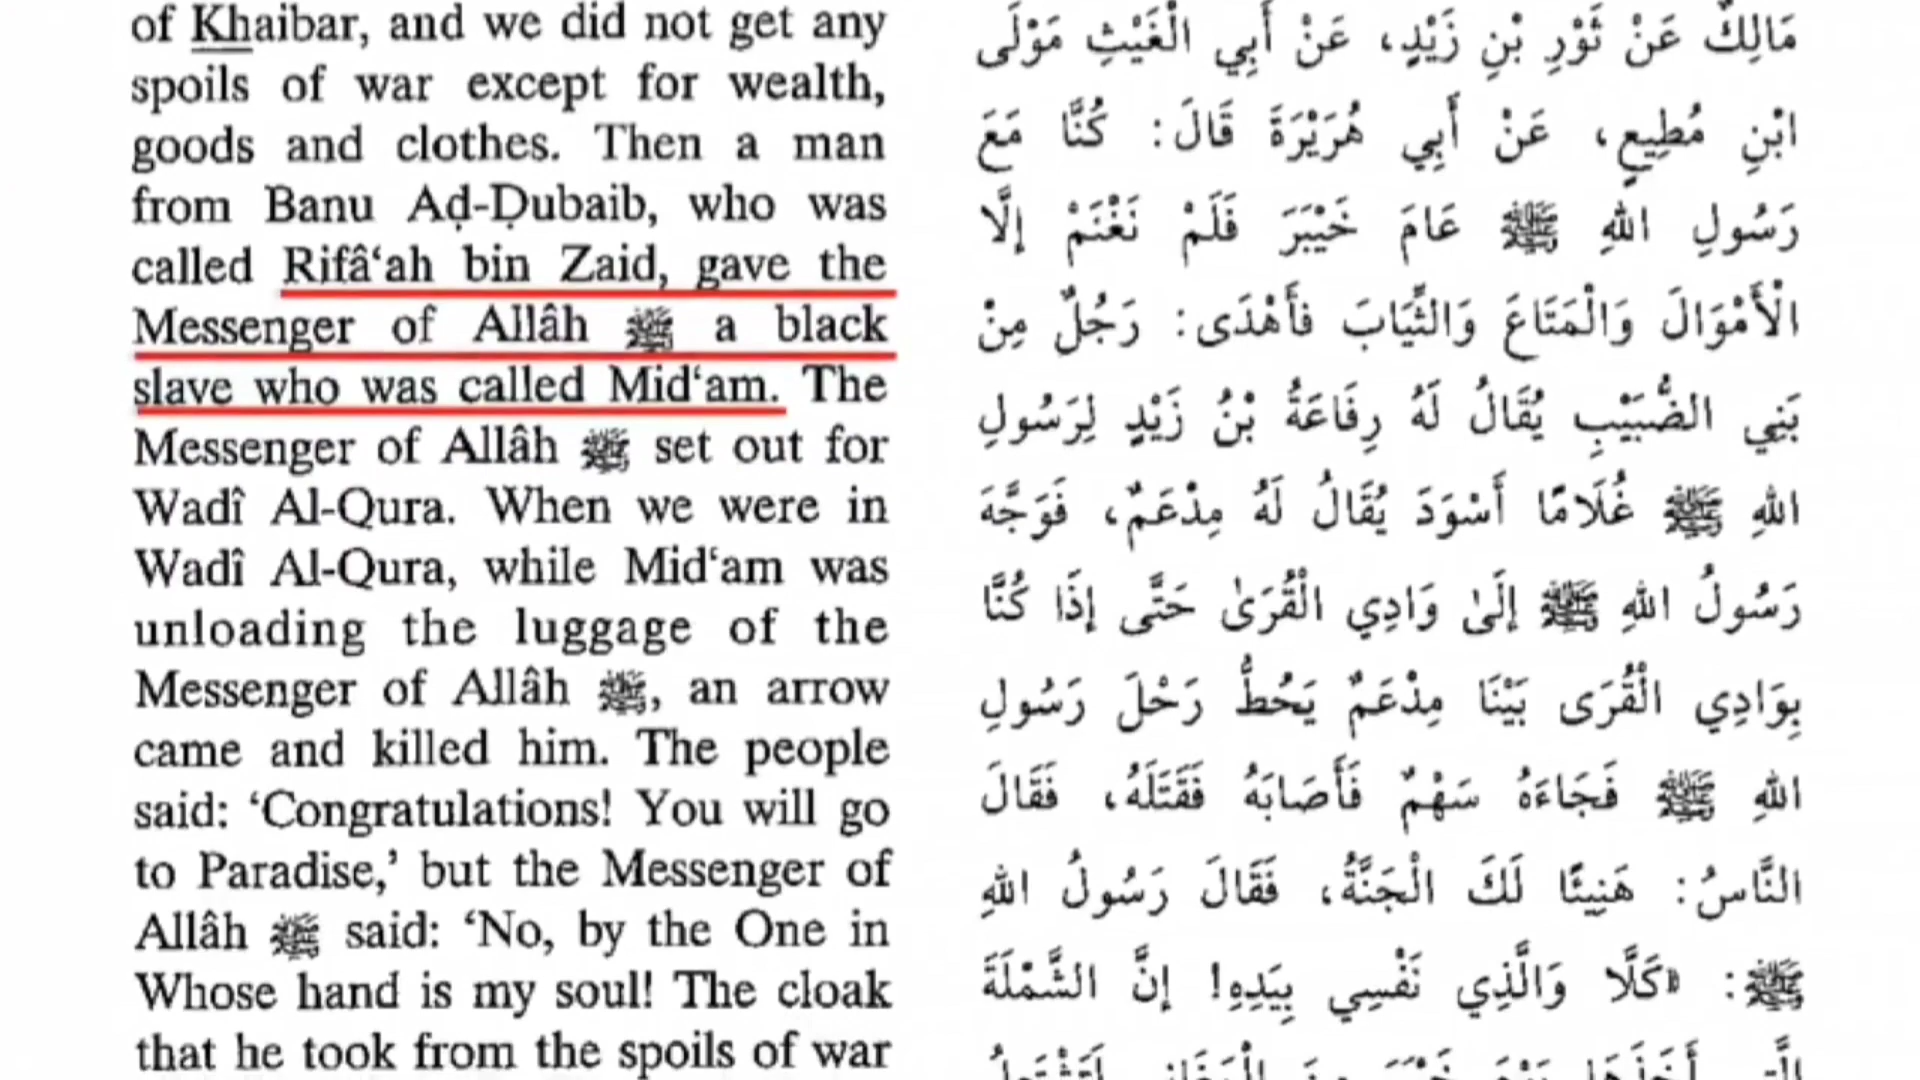 of Khaibar, and we did not get any
spoils of war except for wealth,
goods and clothes. Then a man
from Banu Aḍ-Ḍubaib, who was
called Rifâ‘ah bin Zaid, gave the
Messenger of Allâh ﷺ a black
slave who was called Mid‘am. The
Messenger of Allâh ﷺ set out for
Wadî Al-Qura. When we were in
Wadî Al-Qura, while Mid‘am was
unloading the luggage of the
Messenger of Allâh ﷺ, an arrow
came and killed him. The people
said: ‘Congratulations! You will go
to Paradise,’ but the Messenger of
Allâh ﷺ said: ‘No, by the One in
Whose hand is my soul! The cloak
that he took from the spoils of war
مَالِكٌ عَنْ ثَوْرِ بْنِ زَيْدٍ، عَنْ أَبِي الْغَيْثِ مَوْلَى
ابْنِ مُطِيعٍ، عَنْ أَبِي هُرَيْرَةَ قَالَ: كُنَّا مَعَ
رَسُولِ اللهِ ﷺ عَامَ خَيْبَرَ فَلَمْ نَغْنَمْ إِلَّا
الْأَمْوَالَ وَالْمَتَاعَ وَالثِّيَابَ فأَهْدَى: رَجُلٌ مِنْ
بَنِي الضُّبَيْبِ يُقَالُ لَهُ رِفَاعَةُ بْنُ زَيْدٍ لِرَسُولِ
اللهِ ﷺ غُلَامًا أَسْوَدَ يُقَالُ لَهُ مِدْعَمٌ، فَوَجَّهَ
رَسُولُ اللهِ ﷺ إِلَىٰ وَادِي الْقُرَىٰ حَتَّى إِذَا كُنَّا
بِوَادِي الْقُرَى بَيْنَا مِدْعَمٌ يَحُطُّ رَحْلَ رَسُولِ
اللهِ ﷺ فَجَاءَهُ سَهْمٌ فَأَصَابَهُ فَقَتَلَهُ، فَقَالَ
النَّاسُ: هَنِيئًا لَكَ الْجَنَّةُ، فَقَالَ رَسُولُ اللهِ
ﷺ: «كَلَّا وَالَّذِي نَفْسِي بِيَدِهِ! إِنَّ الشَّمْلَةَ